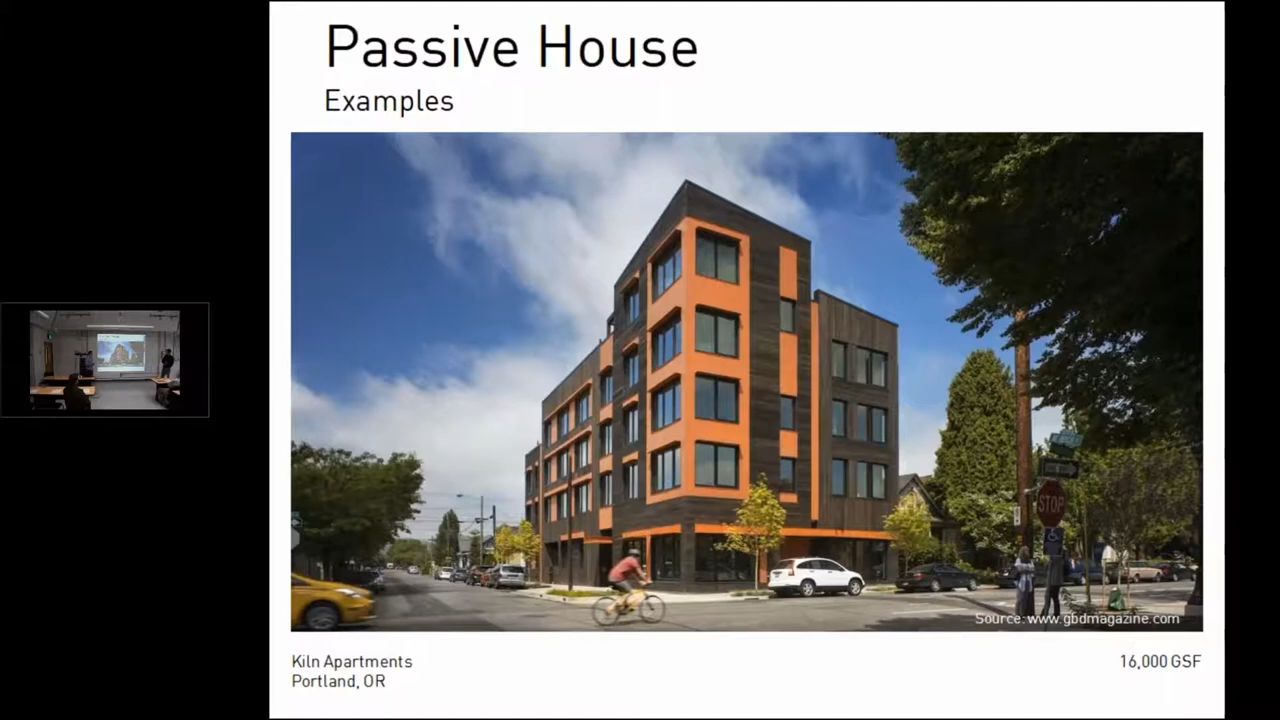 Passive House
Examples
STOP
Source: www.gbdmagazine.com
Kiln Apartments
Portland, OR
16,000 GSF